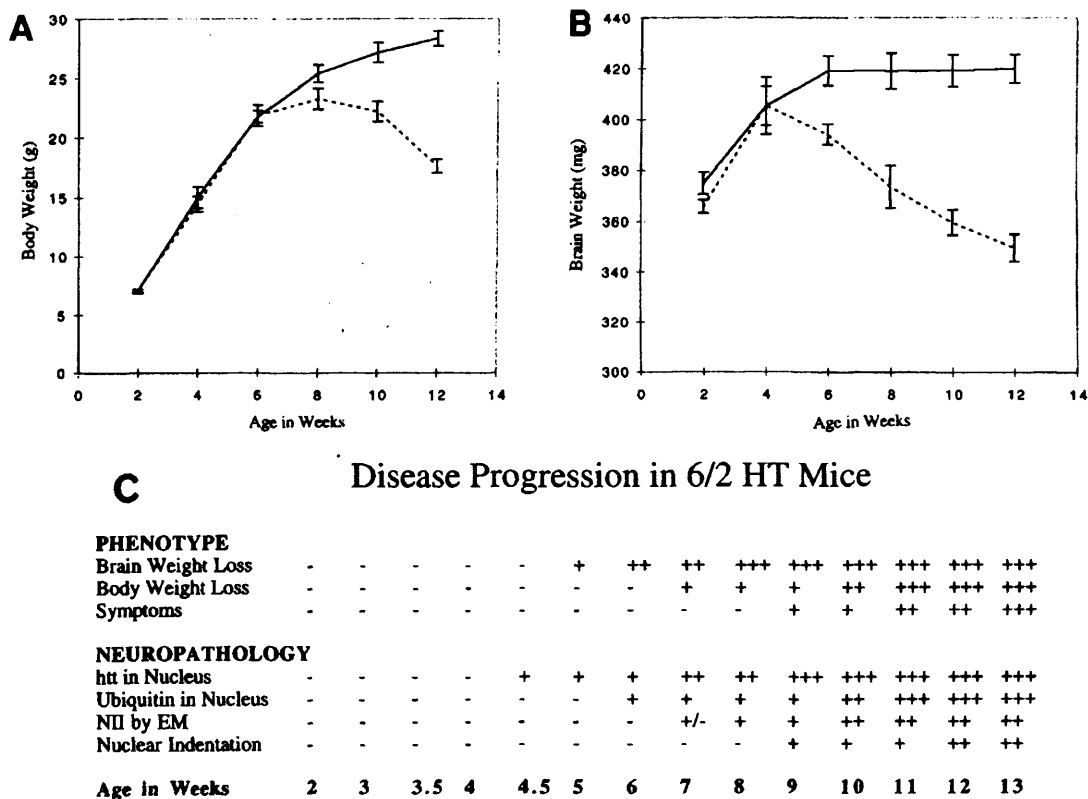 A
30
25
20
15
10
5
0
Body Weight (g)
0 2 4 6 8 10 12 14
Age in Weeks
B
440
420
400
380
360
340
320
300
Brain Weight (mg)
0 2 4 6 8 10 12 14
Age in Weeks
C
Disease Progression in 6/2 HT Mice
PHENOTYPE
Brain Weight Loss - - - - - + ++ ++ +++ +++ +++ +++ +++ +++
Body Weight Loss - - - - - - - + + + ++ +++ +++ +++
Symptoms - - - - - - - - - + + ++ ++ +++
NEUROPATHOLOGY
htt in Nucleus - - - - + + + ++ ++ +++ +++ +++ +++ +++
Ubiquitin in Nucleus - - - - - - + + + + ++ +++ +++ +++
NII by EM - - - - - - - +/- + + ++ ++ ++ ++
Nuclear Indentation - - - - - - - - - + + + ++ ++
Age in Weeks 2 3 3.5 4 4.5 5 6 7 8 9 10 11 12 13